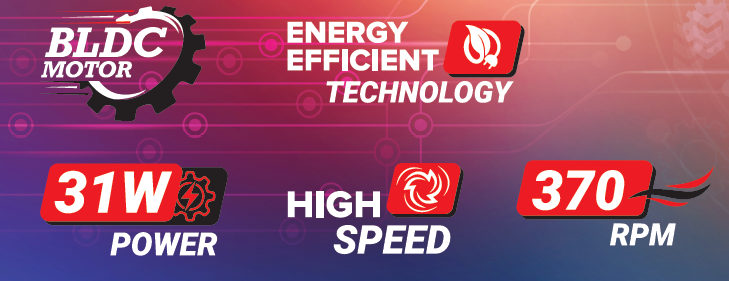 BLDC
MOTOR
ENERGY
EFFICIENT
TECHNOLOGY
31W
POWER
HIGH
SPEED
370
RPM